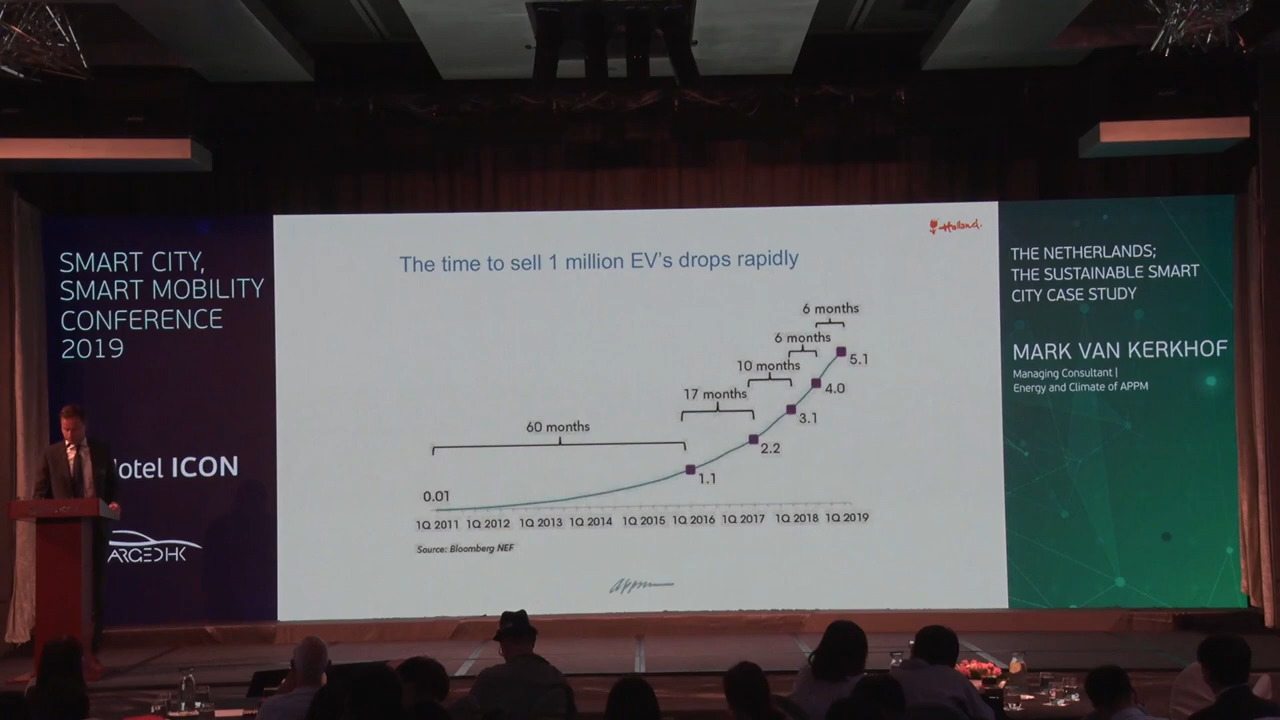 SMART CITY,
SMART MOBILITY
CONFERENCE
2019
otel ICON
Holland.
The time to sell 1 million EV's drops rapidly
6 months
6 months
10 months
17 months
60 months
5.1
4.0
3.1
2.2
1.1
0.01
1Q 2011 1Q 2012 1Q 2013 1Q 2014 1Q 2015 1Q 2016 1Q 2017 1Q 2018 1Q 2019
Source: Bloomberg NEF
appm
THE NETHERLANDS;
THE SUSTAINABLE SMART
CITY CASE STUDY
MARK VAN KERKHOF
Managing Consultant |
Energy and Climate of APPM